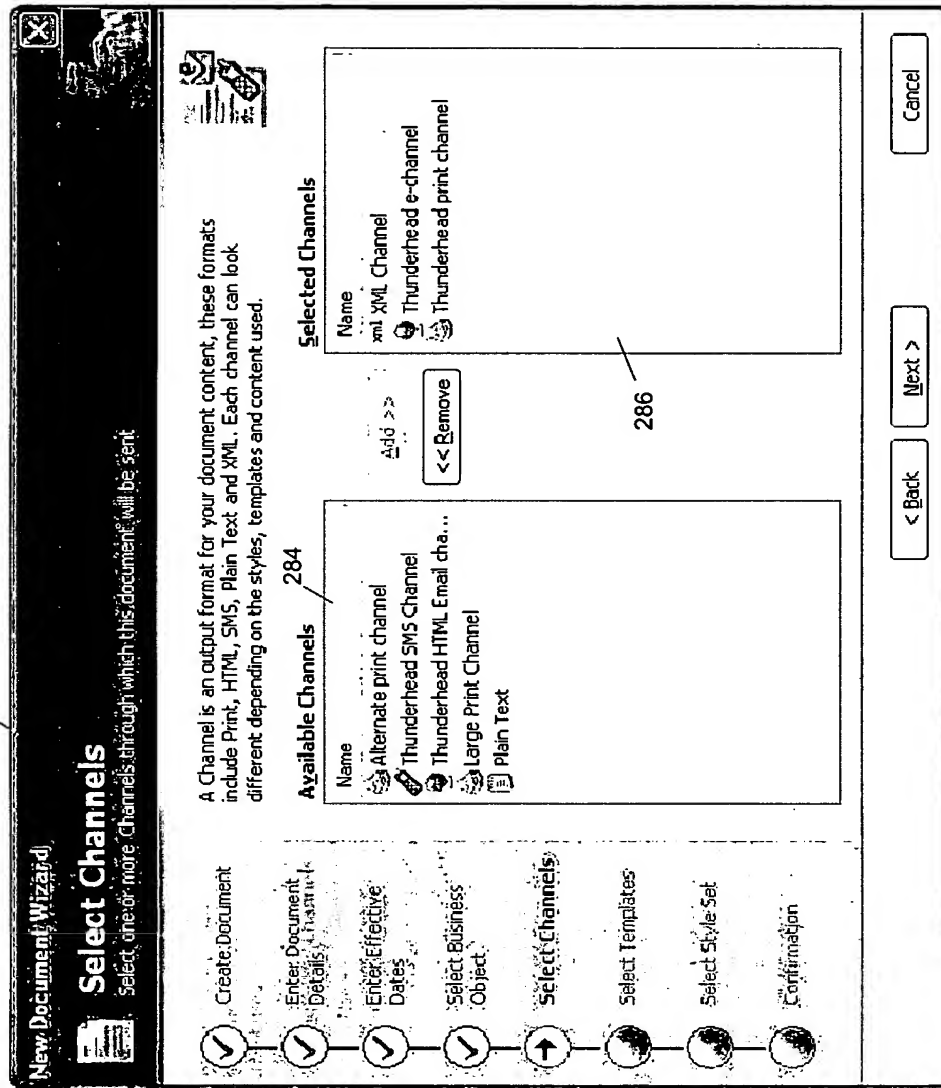 New Document Wizard
Select Channels
Select one or more Channels through which this document will be sent
Create Document
Enter Document
Details
Enter Effective
Dates
Select Business
Object
Select Channels
Select Templates
Select Style Set
Confirmation
A Channel is an output format for your document content, these formats
include Print, HTML, SMS, Plain Text and XML. Each channel can look
different depending on the styles, templates and content used.
Available Channels
284
Name
Alternate print channel
Thunderhead SMS Channel
Thunderhead HTML Email cha...
Large Print Channel
Plain Text
Add >>
<< Remove
Selected Channels
Name
xml XML Channel
Thunderhead e-channel
Thunderhead print channel
286
< Back
Next >
Cancel